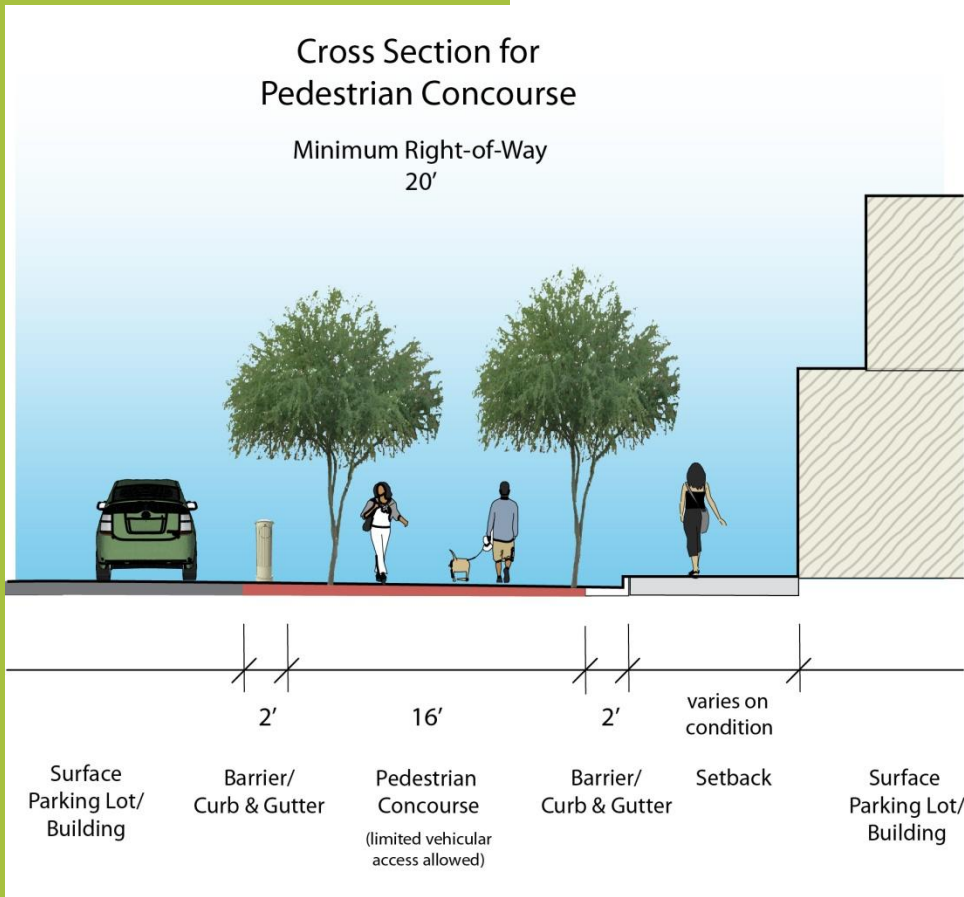 Cross Section for
Pedestrian Concourse
Minimum Right-of-Way
20’
2’
16’
2’
varies on
condition
Surface
Parking Lot/
Building
Barrier/
Curb & Gutter
Pedestrian
Concourse
(limited vehicular
access allowed)
Barrier/
Curb & Gutter
Setback
Surface
Parking Lot/
Building